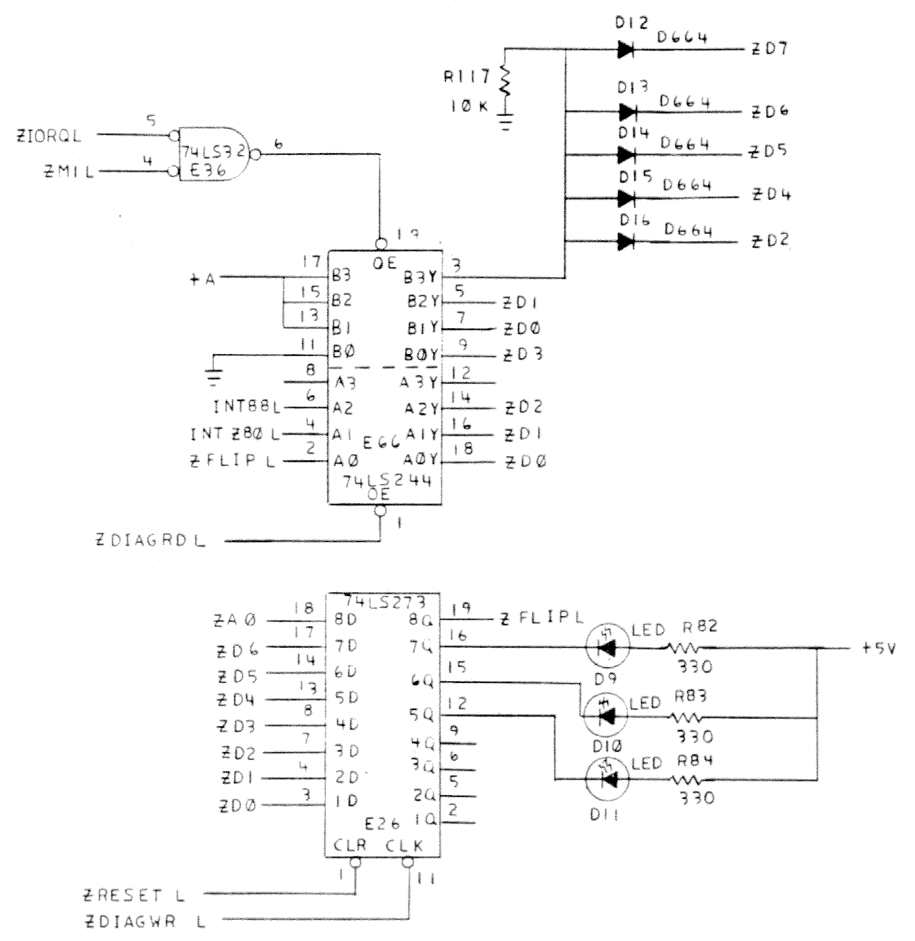 D12 D664 ZD7
R117 10K
D13 D664 ZD6
D14 D664 ZD5
D15 D664 ZD4
D16 D664 ZD2
ZIORQL 5
ZM1L 4
74LS32
E36
6
19
OE
+A
17 B3 B3Y 3
15 B2 B2Y 5 ZD1
13 B1 B1Y 7 ZD0
11 B0 B0Y 9 ZD3
8 A3 A3Y 12
INT88L 6 A2 A2Y 14 ZD2
INT Z80 L 4 A1 A1Y 16 ZD1
E66
ZFLIP L 2 A0 A0Y 18 ZD0
74LS244
OE
1
ZDIAGRD L
74LS273
ZA0 18 8D 8Q 19 ZFLIPL
ZD6 17 7D 7Q 16
ZD5 14 6D 6Q 15
ZD4 13 5D 5Q 12
ZD3 8 4D 4Q 9
ZD2 7 3D 3Q 6
ZD1 4 2D 2Q 5
ZD0 3 1D 1Q 2
E26
CLR CLK
1 11
ZRESET L
ZDIAGWR L
LED R82
D9 330
+5V
LED R83
D10 330
LED R84
D11 330